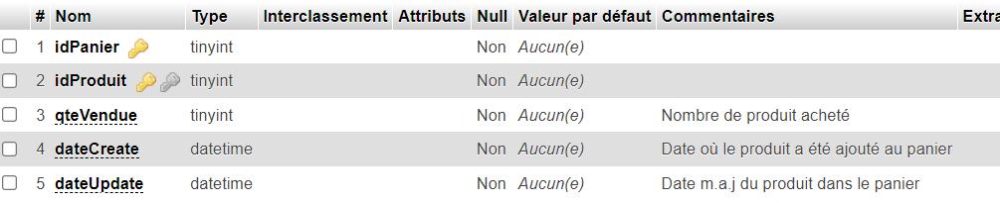 # Nom Type Interclassement Attributs Null Valeur par défaut Commentaires Extra
1 idPanier tinyint Non Aucun(e)
2 idProduit tinyint Non Aucun(e)
3 qteVendue tinyint Non Aucun(e) Nombre de produit acheté
4 dateCreate datetime Non Aucun(e) Date où le produit a été ajouté au panier
5 dateUpdate datetime Non Aucun(e) Date m.a.j du produit dans le panier